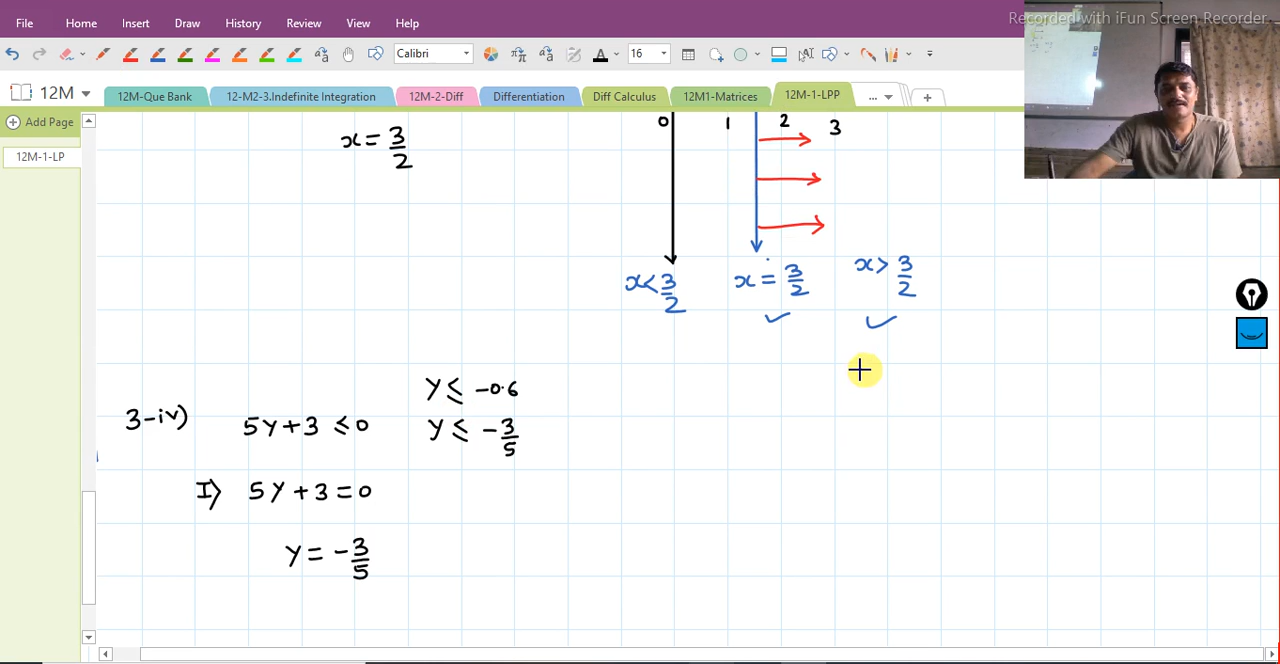 File Home Insert Draw History Review View Help
Recorded with iFun Screen Recorder
Calibri 16
12M
12M-Que Bank 12-M2-3.Indefinite Integration 12M-2-Diff Differentiation Diff Calculus 12M1-Matrices 12M-1-LPP ... +
Add Page
12M-1-LP
0 1 2 3
x = 3/2
x < 3/2 x = 3/2 x > 3/2
y ≤ -0.6
3-iv) 5y+3 ≤ 0 y ≤ -3/5
I) 5y+3=0
y = -3/5